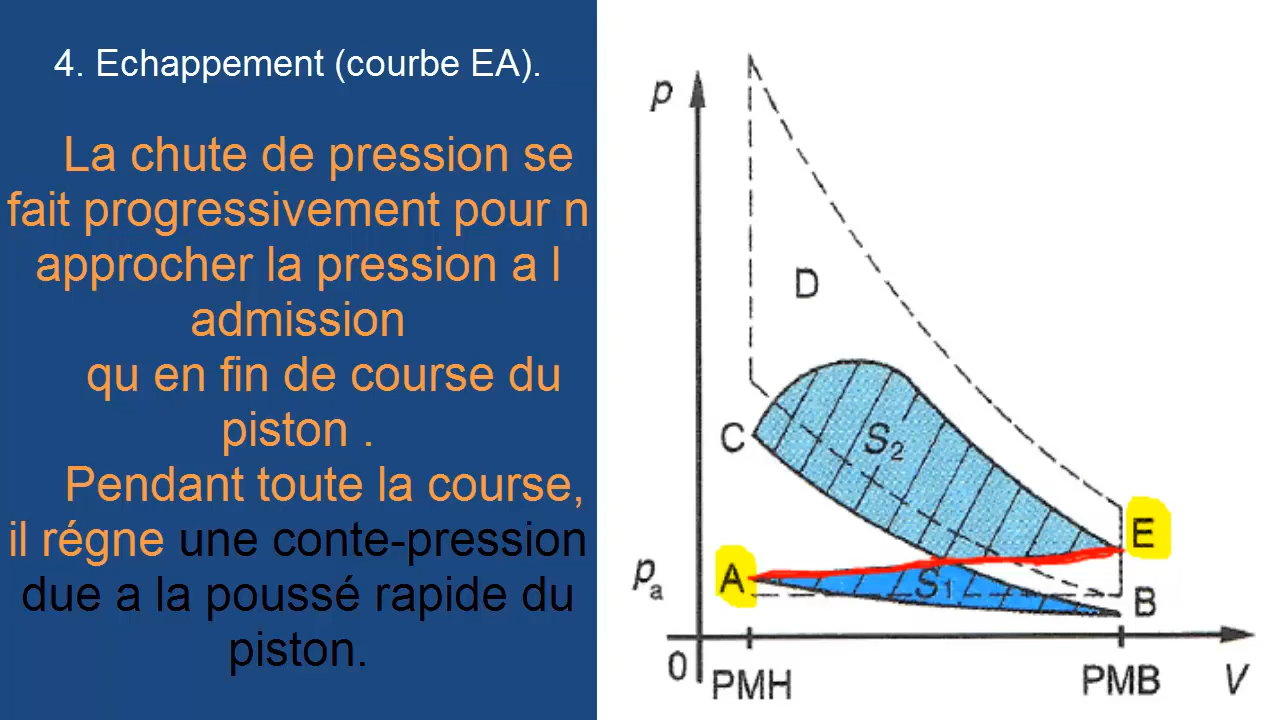 4. Echappement (courbe EA).
La chute de pression se
fait progressivement pour n
approcher la pression a l
admission
qu en fin de course du
piston .
Pendant toute la course,
il régne une conte-pression
due a la poussé rapide du
piston.
p
D
C
S2
E
A
pa
S1
B
0
PMH
PMB
V